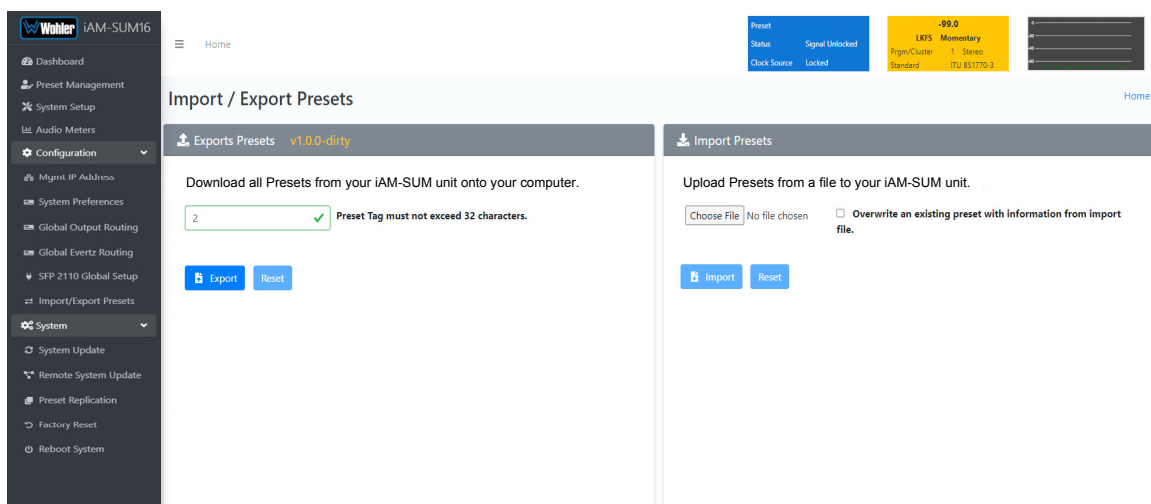 Wohler iAM-SUM16
Dashboard
Preset Management
System Setup
Audio Meters
Configuration
Mgmt IP Address
System Preferences
Global Output Routing
Global Evertz Routing
SFP 2110 Global Setup
Import/Export Presets
System
System Update
Remote System Update
Preset Replication
Factory Reset
Reboot System
Home
Preset
Status Signal Unlocked
Clock Source Locked
-99.0
LKFS Momentary
Prgm/Cluster 1 Stereo
Standard ITU BS1770-3
Import / Export Presets
Home
Exports Presets v1.0.0-dirty
Download all Presets from your iAM-SUM unit onto your computer.
2 Preset Tag must not exceed 32 characters.
Export Reset
Import Presets
Upload Presets from a file to your iAM-SUM unit.
Choose File No file chosen
Overwrite an existing preset with information from import
file.
Import Reset